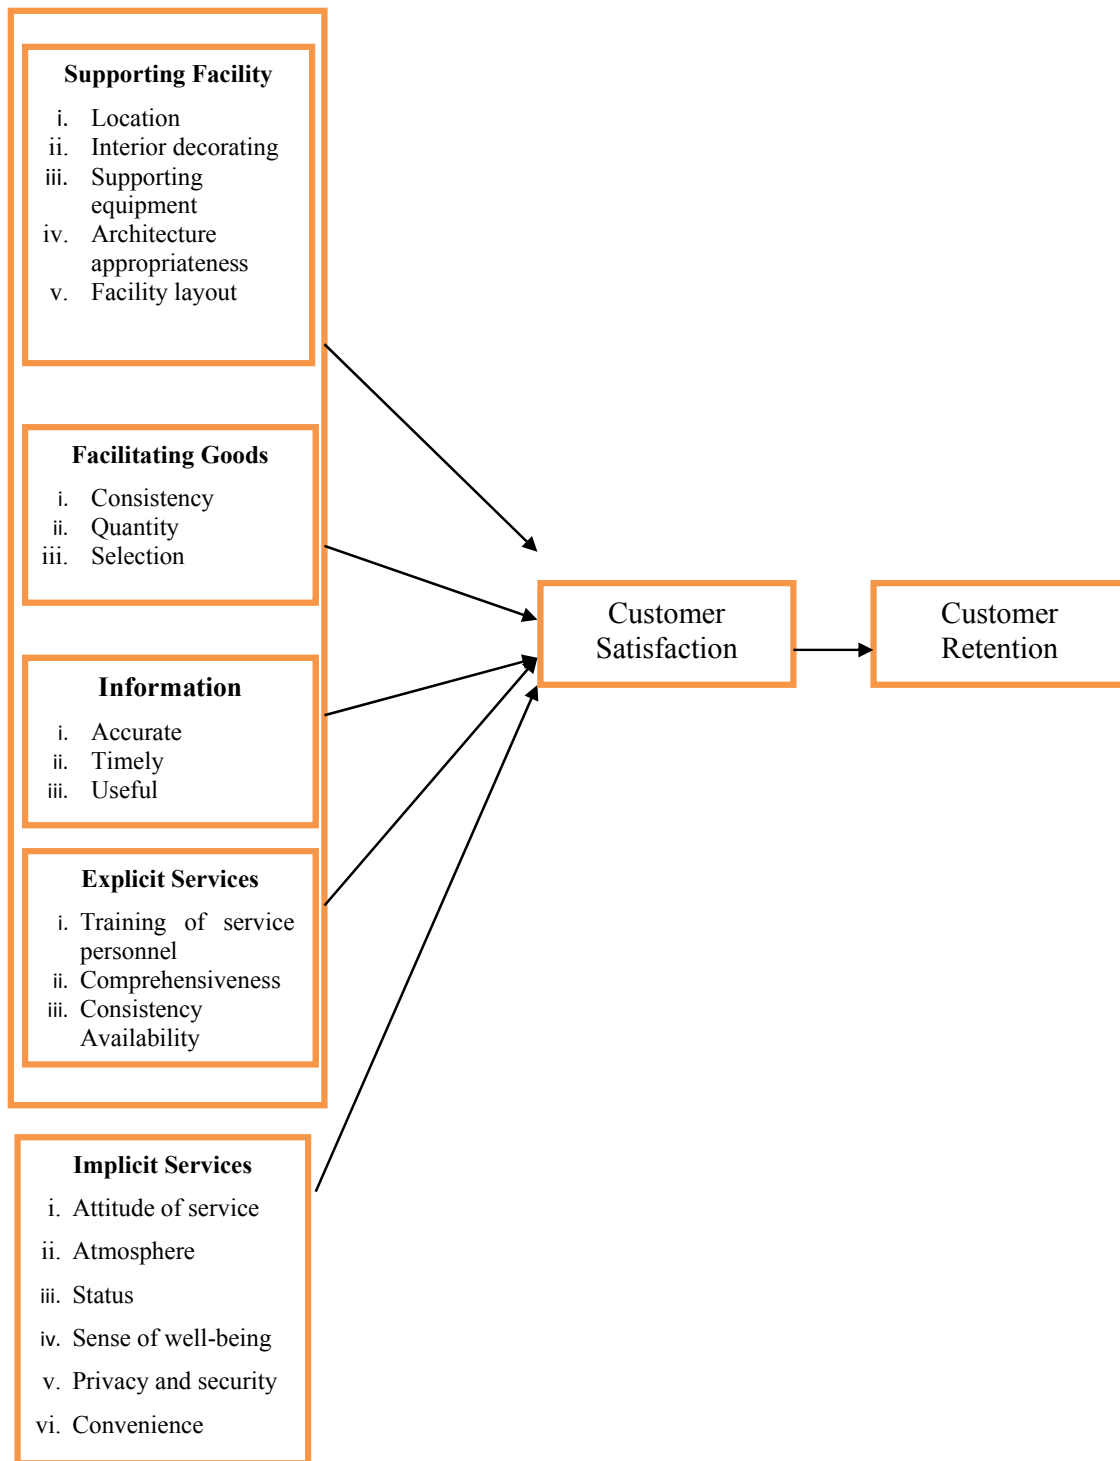 Supporting Facility
i. Location
ii. Interior decorating
iii. Supporting
equipment
iv. Architecture
appropriateness
v. Facility layout
Facilitating Goods
i. Consistency
ii. Quantity
iii. Selection
Information
i. Accurate
ii. Timely
iii. Useful
Explicit Services
i. Training of service
personnel
ii. Comprehensiveness
iii. Consistency
Availability
Implicit Services
i. Attitude of service
ii. Atmosphere
iii. Status
iv. Sense of well-being
v. Privacy and security
vi. Convenience
Customer
Satisfaction
Customer
Retention